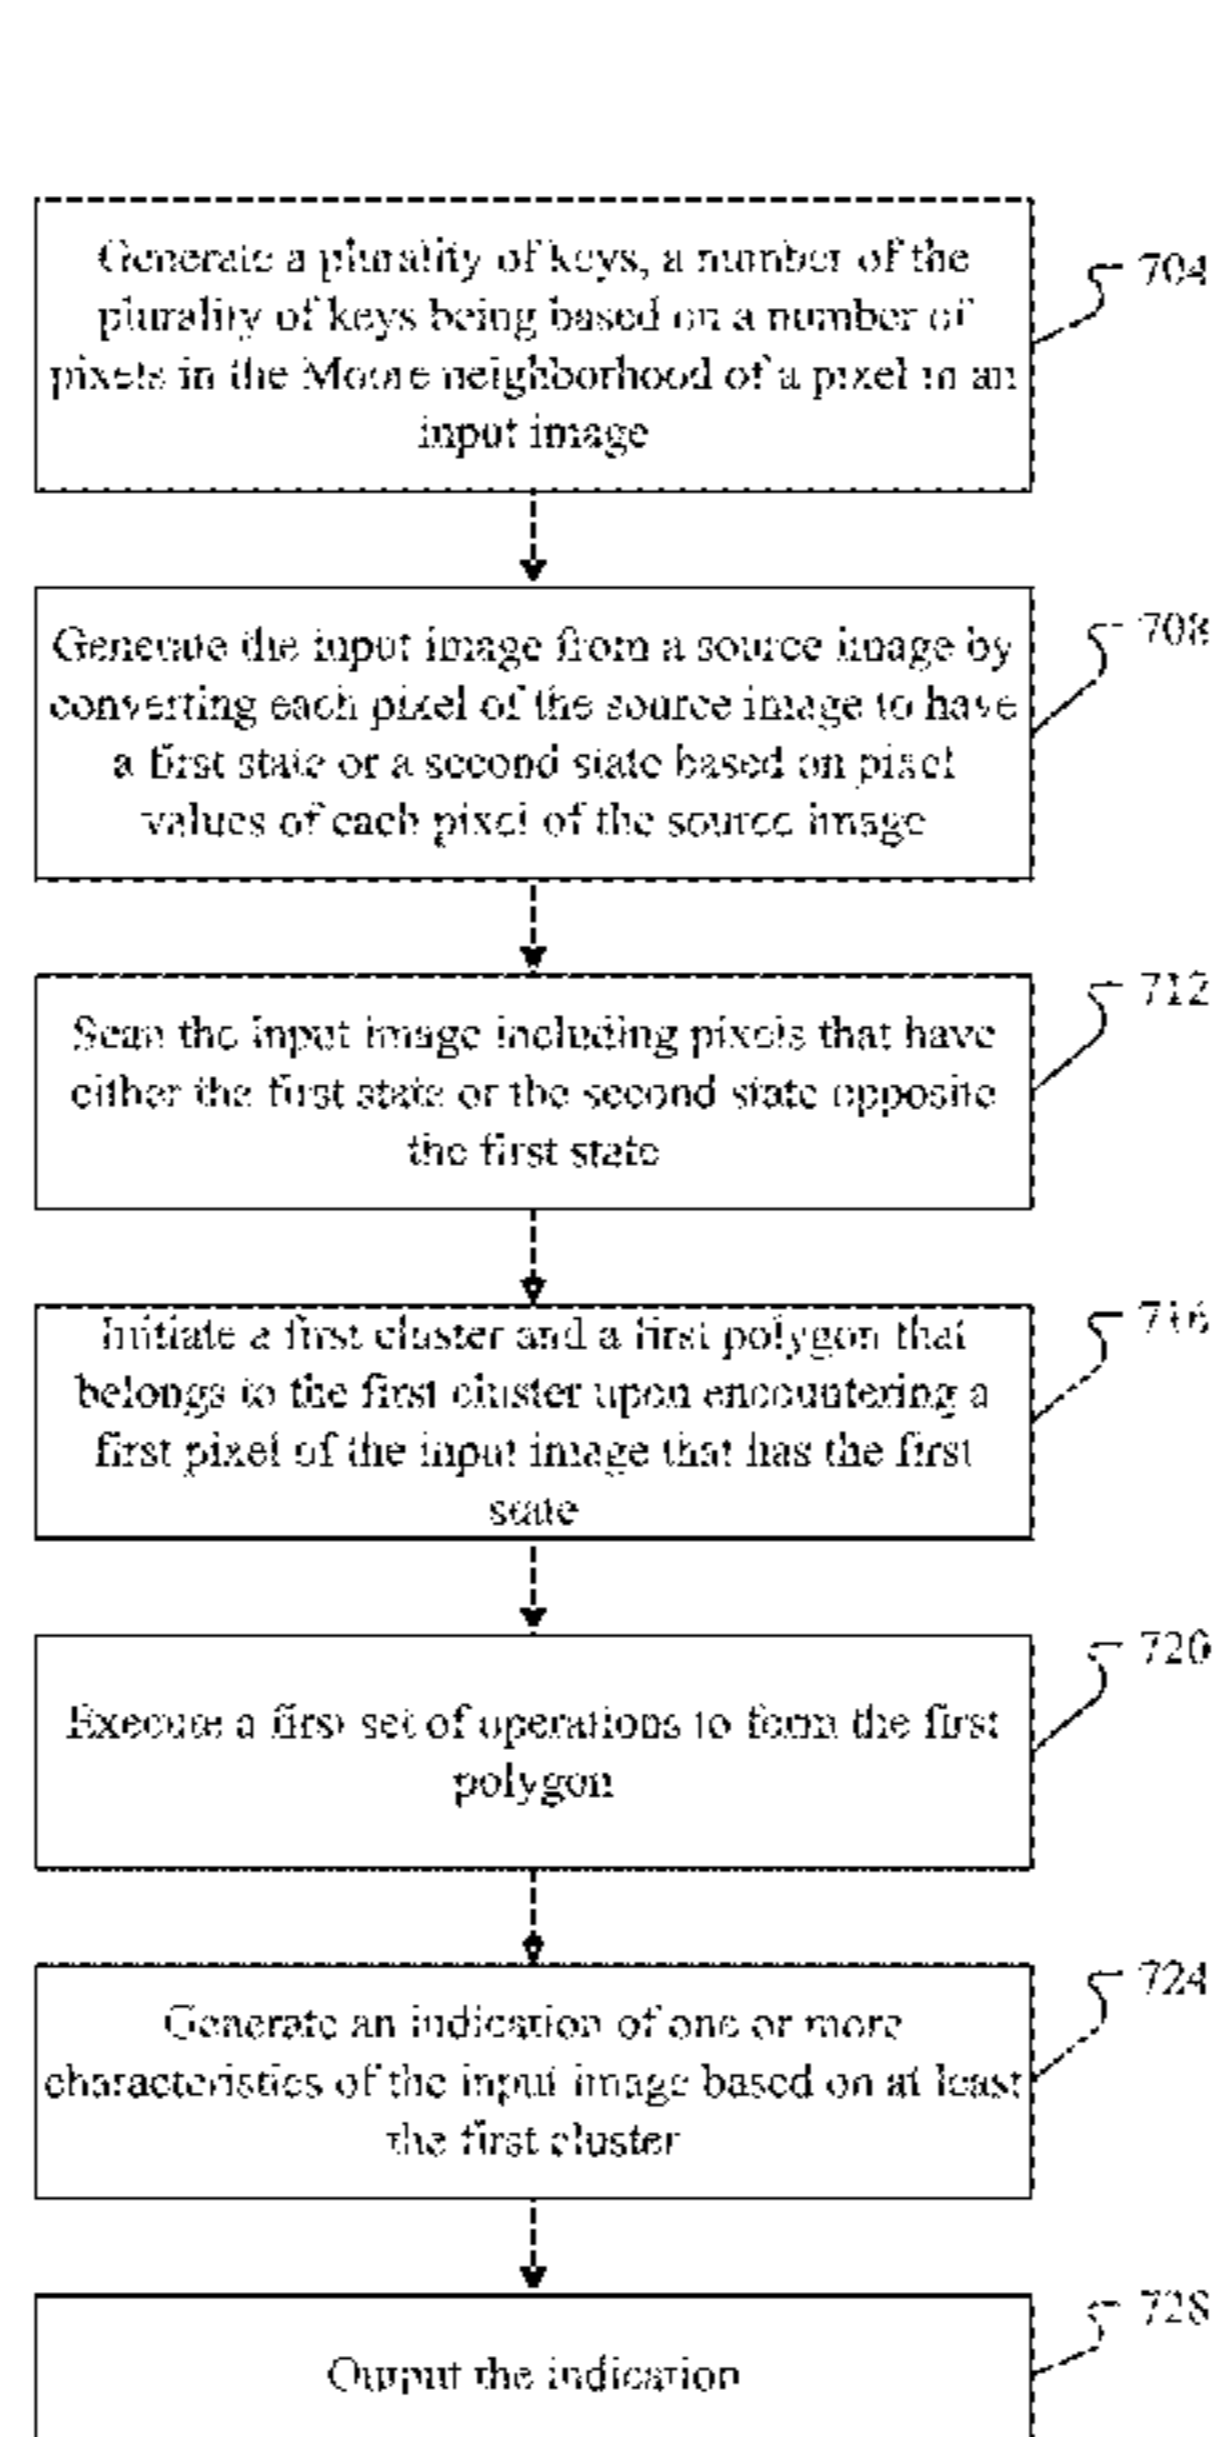 Generate a plurality of keys, a number of the
plurality of keys being based on a number of
pixels in the Moore neighborhood of a pixel in an
input image
704
Generate the input image from a source image by
converting each pixel of the source image to have
a first state or a second state based on pixel
values of each pixel of the source image
708
Scan the input image including pixels that have
either the first state or the second state opposite
the first state
712
Initiate a first cluster and a first polygon that
belongs to the first cluster upon encountering a
first pixel of the input image that has the first
state
716
Execute a first set of operations to form the first
polygon
720
Generate an indication of one or more
characteristics of the input image based on at least
the first cluster
724
Output the indication
728